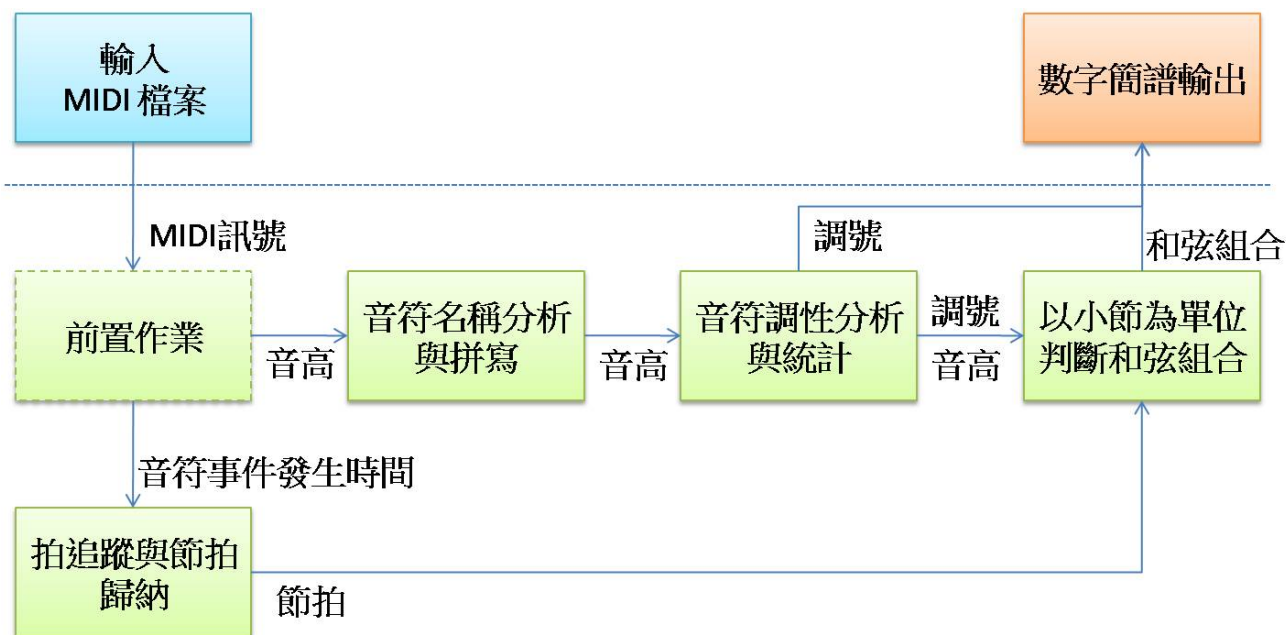 輸入
MIDI 檔案
數字簡譜輸出
MIDI訊號
調號
和弦組合
前置作業
音高
音符名稱分析
與拼寫
音高
音符調性分析
與統計
調號
音高
以小節為單位
判斷和弦組合
音符事件發生時間
拍追蹤與節拍
歸納
節拍